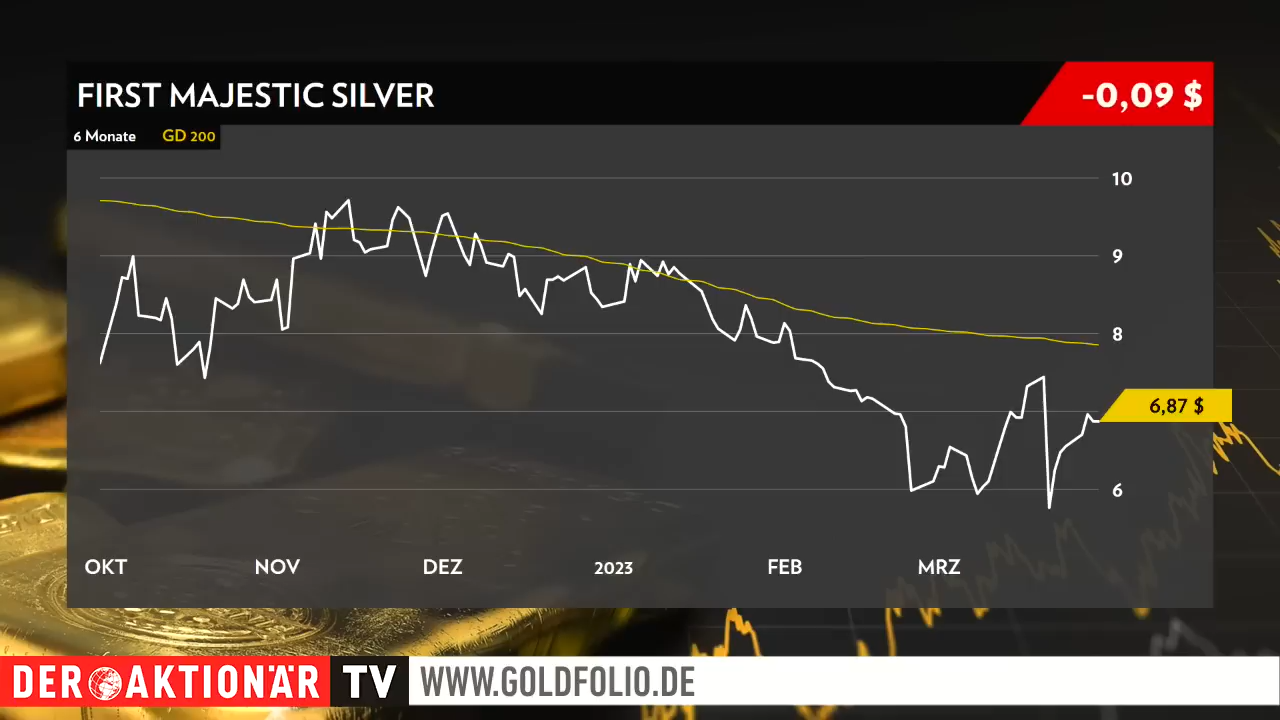 FIRST MAJESTIC SILVER
-0,09 $
6 Monate GD 200
10
9
8
6,87 $
6
OKT NOV DEZ 2023 FEB MRZ
DER AKTIONÄR TV WWW.GOLDFOLIO.DE